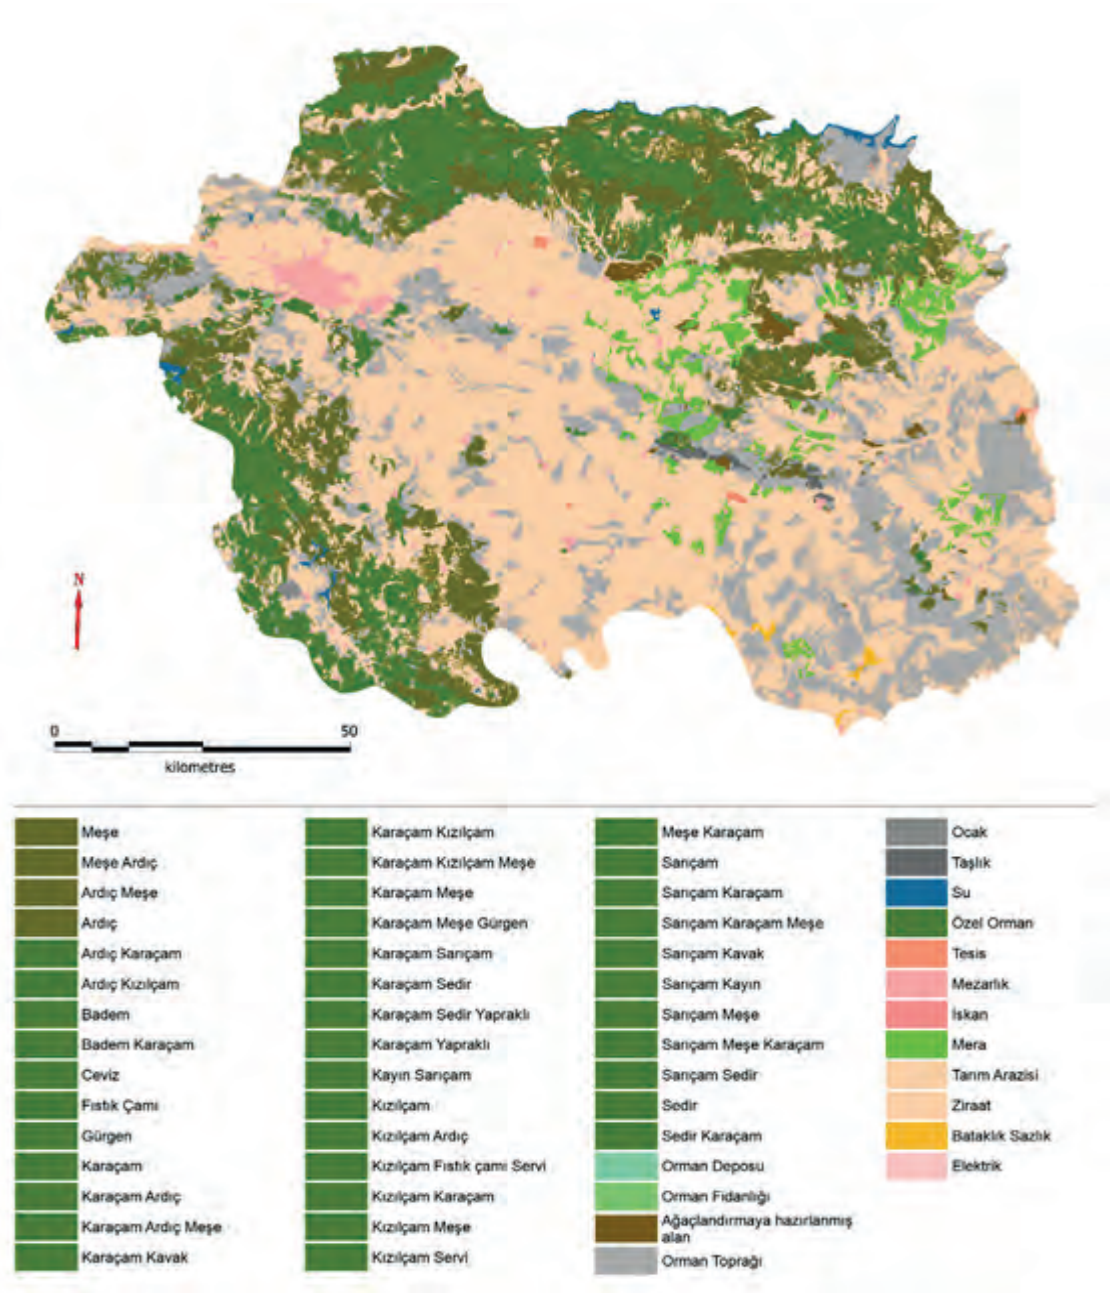 N
0 50
kilometres
Meşe
Meşe Ardıç
Ardıç Meşe
Ardıç
Ardıç Karaçam
Ardıç Kızılçam
Badem
Badem Karaçam
Ceviz
Fıstık Çamı
Gürgen
Karaçam
Karaçam Ardıç
Karaçam Ardıç Meşe
Karaçam Kavak
Karaçam Kızılçam
Karaçam Kızılçam Meşe
Karaçam Meşe
Karaçam Meşe Gürgen
Karaçam Sarıçam
Karaçam Sedir
Karaçam Sedir Yapraklı
Karaçam Yapraklı
Kayın Sarıçam
Kızılçam
Kızılçam Ardıç
Kızılçam Fıstık çamı Servi
Kızılçam Karaçam
Kızılçam Meşe
Kızılçam Servi
Meşe Karaçam
Sarıçam
Sarıçam Karaçam
Sarıçam Karaçam Meşe
Sarıçam Kavak
Sarıçam Kayın
Sarıçam Meşe
Sarıçam Meşe Karaçam
Sarıçam Sedir
Sedir
Sedir Karaçam
Orman Deposu
Orman Fidanlığı
Ağaçlandırmaya hazırlanmış
alan
Orman Toprağı
Ocak
Taşlık
Su
Özel Orman
Tesis
Mezarlık
İskan
Mera
Tarım Arazisi
Ziraat
Bataklık Sazlık
Elektrik